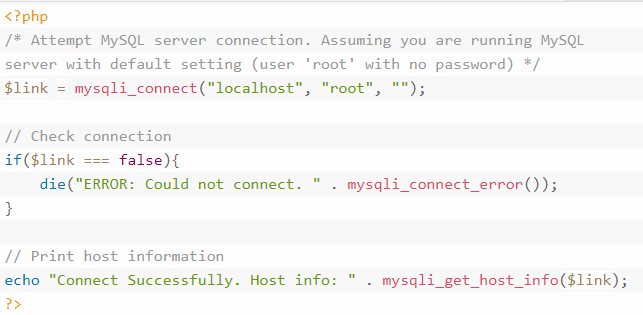 <?php
/* Attempt MySQL server connection. Assuming you are running MySQL
server with default setting (user 'root' with no password) */
$link = mysqli_connect("localhost", "root", "");
// Check connection
if($link === false){
    die("ERROR: Could not connect. " . mysqli_connect_error());
}
// Print host information
echo "Connect Successfully. Host info: " . mysqli_get_host_info($link);
?>